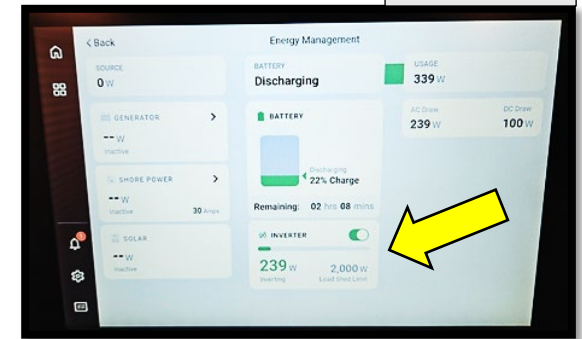 < Back
Energy Management
SOURCE
0 W
BATTERY
Discharging
USAGE
339 W
GENERATOR >
-- W
Inactive
SHORE POWER >
-- W
Inactive 30 Amps
SOLAR
-- W
Inactive
BATTERY
Discharging
22% Charge
Remaining: 02 hrs 08 mins
INVERTER
239 W 2,000 W
Inverting Load Shed Limit
AC Draw DC Draw
239 W 100 W